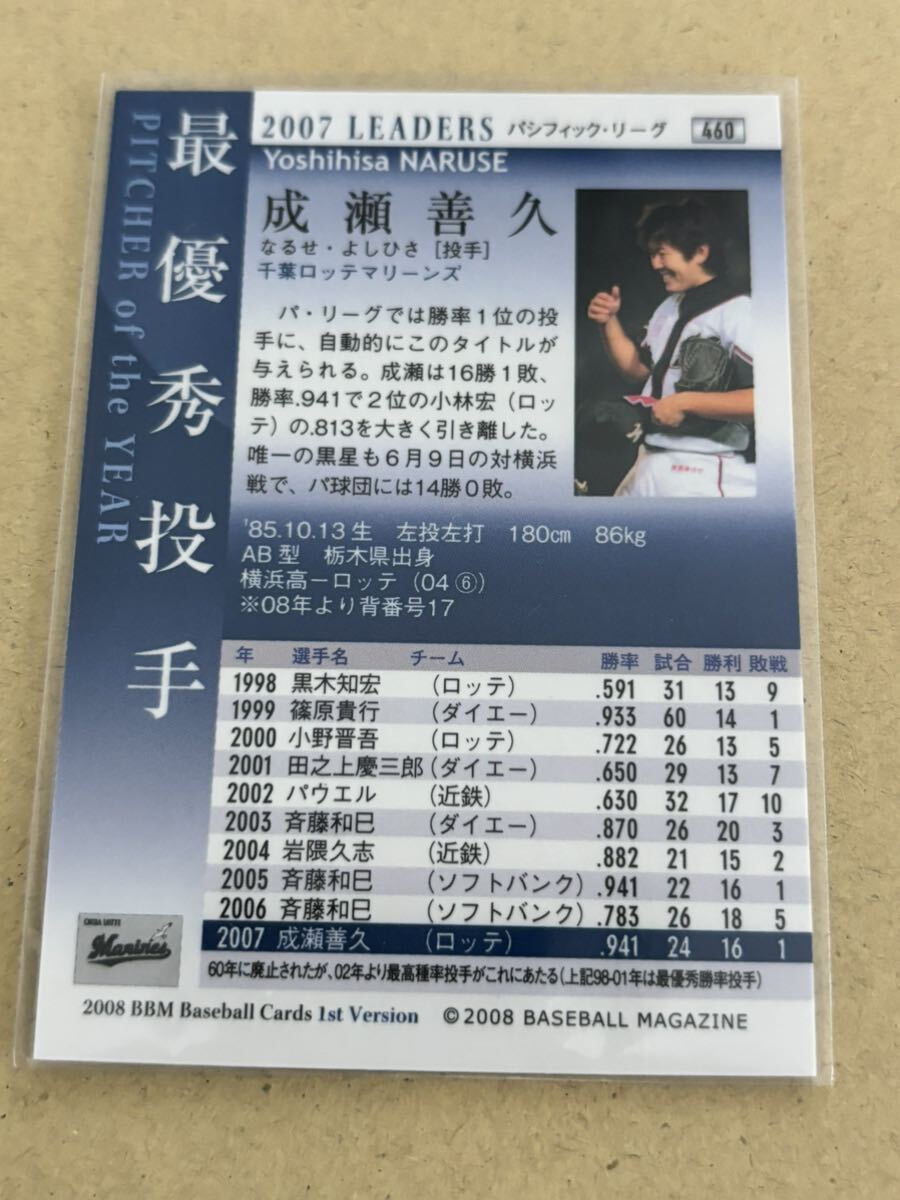 最優秀投手
PITCHER of the YEAR
2007 LEADERS パシフィック・リーグ 460
Yoshihisa NARUSE
成瀬善久
なるせ・よしひさ [投手]
千葉ロッテマリーンズ
パ・リーグでは勝率1位の投
手に、自動的にこのタイトルが
与えられる。成瀬は16勝1敗、
勝率.941で2位の小林宏(ロッ
テ)の.813を大きく引き離した。
唯一の黒星も6月9日の対横浜
戦で、パ球団には14勝0敗。
'85.10.13生 左投左打 180㎝ 86kg
AB型 栃木県出身
横浜高ーロッテ(04⑥)
※08年より背番号17
年 選手名 チーム 勝率 試合 勝利 敗戦
1998 黒木知宏 (ロッテ) .591 31 13 9
1999 篠原貴行 (ダイエー) .933 60 14 1
2000 小野晋吾 (ロッテ) .722 26 13 5
2001 田之上慶三郎 (ダイエー) .650 29 13 7
2002 パウエル (近鉄) .630 32 17 10
2003 斉藤和巳 (ダイエー) .870 26 20 3
2004 岩隈久志 (近鉄) .882 21 15 2
2005 斉藤和巳 (ソフトバンク) .941 22 16 1
2006 斉藤和巳 (ソフトバンク) .783 26 18 5
2007 成瀬善久 (ロッテ) .941 24 16 1
60年に廃止されたが、02年より最高種率投手がこれにあたる(上記98-01年は最優秀勝率投手)
CHIBA LOTTE
Marines
2008 BBM Baseball Cards 1st Version ©2008 BASEBALL MAGAZINE